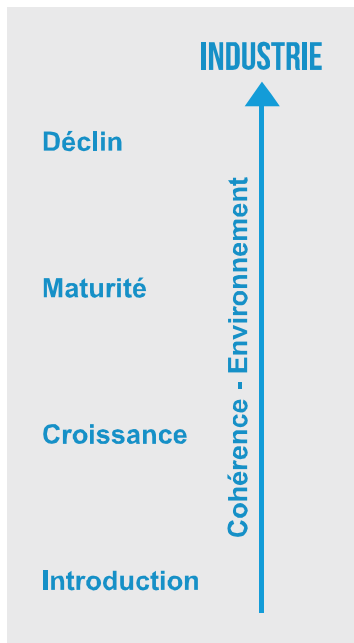 INDUSTRIE
Déclin
Maturité
Croissance
Introduction
Cohérence - Environnement